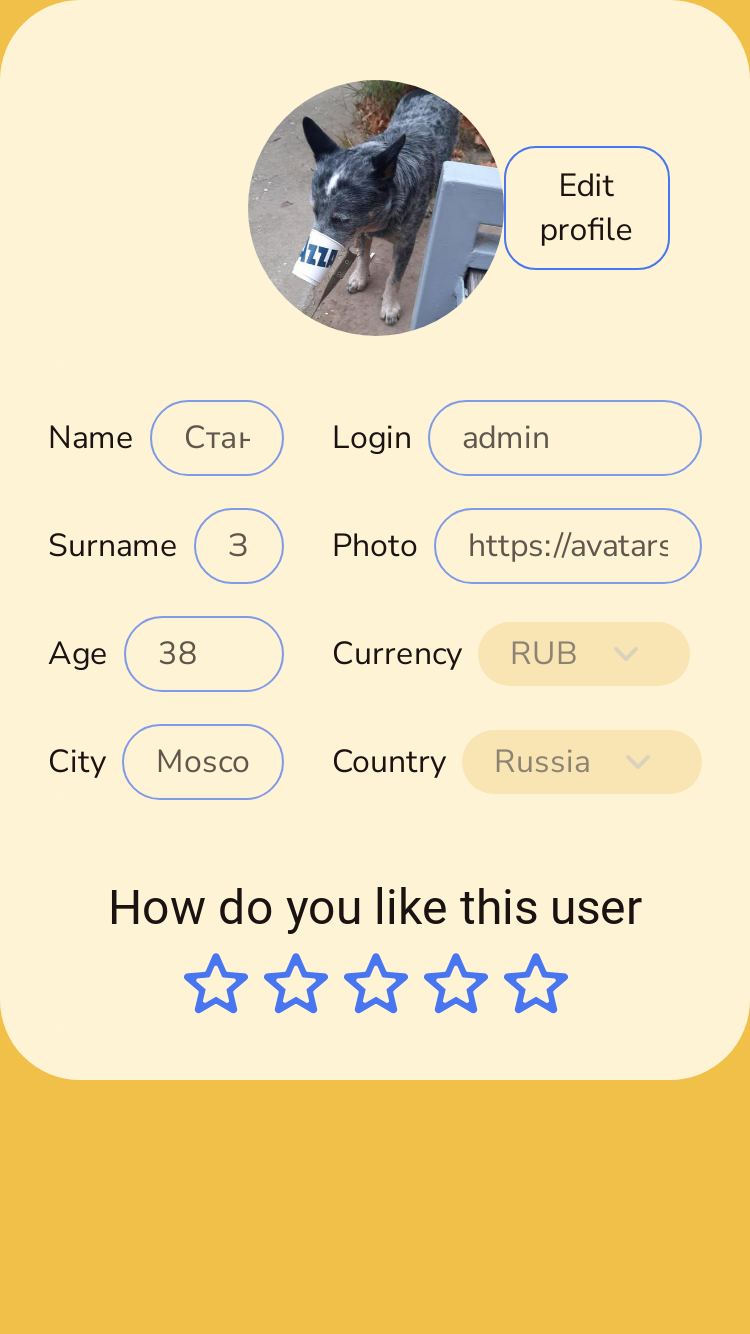 Edit
profile
AZZA
Name Стан Login admin
Surname З Photo https://avatars
Age 38 Currency RUB
City Mosco Country Russia
How do you like this user